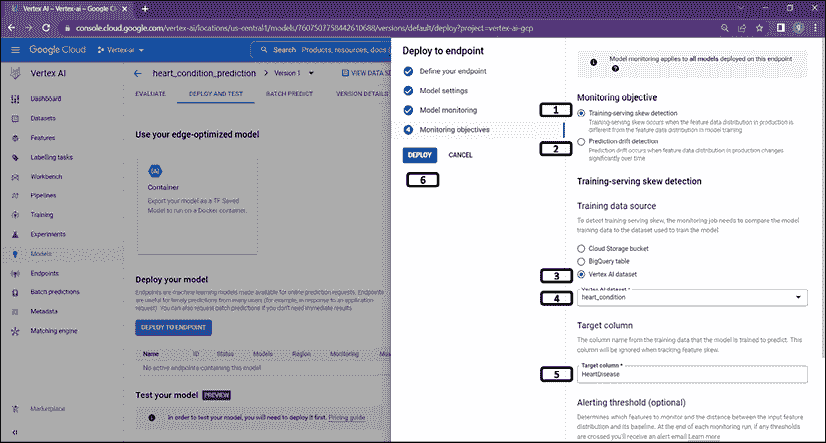 Vertex AI – Vertex-ai – Google Cl
console.cloud.google.com/vertex-ai/locations/us-central1/models/7607507758442610688/versions/default/deploy?project=vertex-ai-gcp
Google Cloud
Vertex-ai
Search Products, resources, docs
Vertex AI
Dashboard
Datasets
Features
Labelling tasks
Workbench
Pipelines
Training
Experiments
Models
Endpoints
Batch predictions
Metadata
Matching engine
Marketplace
heart_condition_prediction
Version 1
VIEW DATASE
EVALUATE
DEPLOY AND TEST
BATCH PREDICT
VERSION DETAILS
Use your edge-optimized model
Container
Export your model as a TF Saved
Model to run on a Docker container.
Deploy your model
Endpoints are machine learning models made available for online prediction requests. Endpoints
are useful for timely predictions from many users (for example, in response to an application
request). You can also request batch predictions if you don't need immediate results.
DEPLOY TO ENDPOINT
Name
ID
Status
Models
Region
Monitoring
No active endpoints containing this model
Test your model PREVIEW
In order to test your model, you will need to deploy it first. Pricing guide
Deploy to endpoint
Define your endpoint
Model settings
Model monitoring
4 Monitoring objectives
DEPLOY
CANCEL
6
Model monitoring applies to all models deployed on this endpoint
Monitoring objective
1
Training-serving skew detection
Training-serving skew occurs when the feature data distribution in production is
different from the feature data distribution in model training
2
Prediction drift detection
Prediction drift occurs when feature data distribution in production changes
significantly over time
Training-serving skew detection
Training data source
To detect training-serving skew, the monitoring job needs to compare the model
training data to the dataset used to train the model
Cloud Storage bucket
BigQuery table
3
Vertex AI dataset
Vertex AI dataset *
4
heart_condition
Target column
The column name from the training data that the model is trained to predict. This
column will be ignored when tracking feature skew.
Target column *
5
HeartDisease
Alerting threshold (optional)
Determines which features to monitor and the distance between the input feature
distribution and its baseline. At the end of each monitoring run, if any thresholds
are crossed you'll receive an alert email Learn more